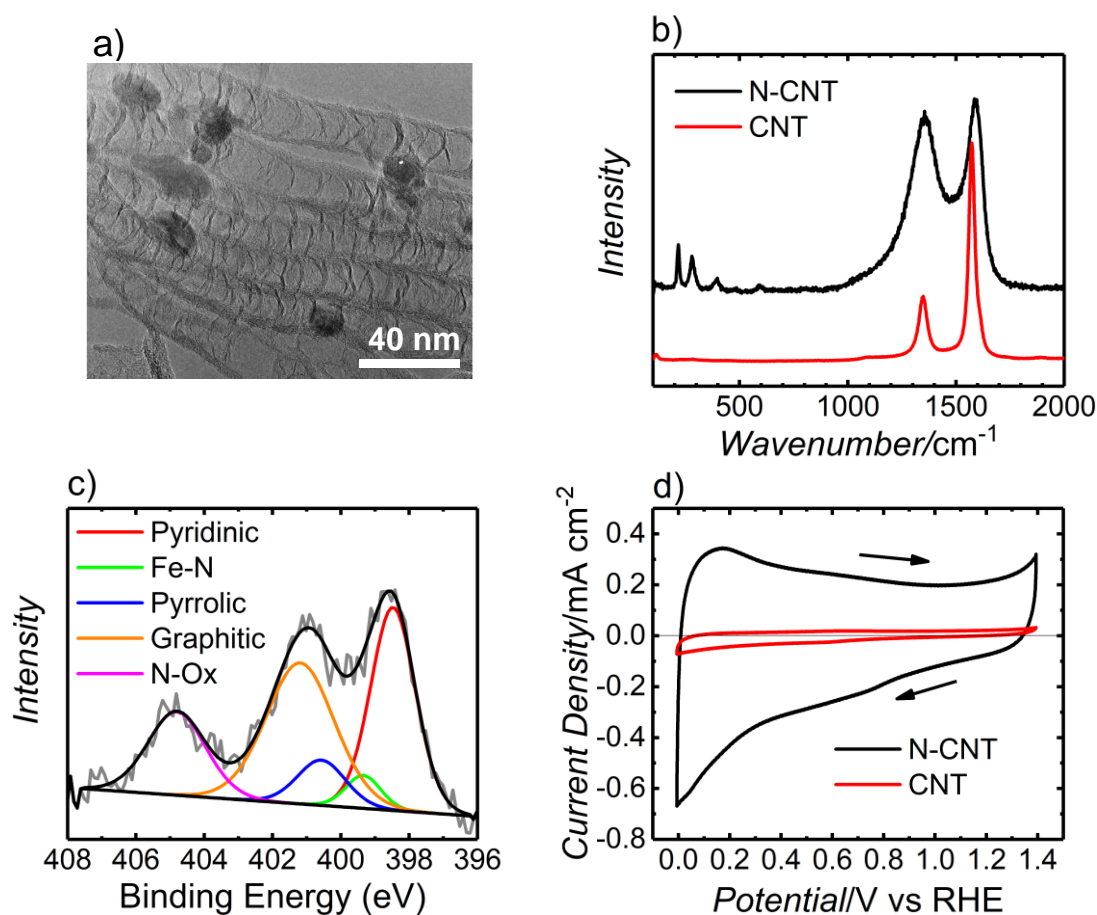 a)
40 nm
b)
N-CNT
CNT
Intensity
500 1000 1500 2000
Wavenumber/cm⁻¹
c)
Pyridinic
Fe-N
Pyrrolic
Graphitic
N-Ox
Intensity
408 406 404 402 400 398 396
Binding Energy (eV)
d)
0.4
0.2
0.0
-0.2
-0.4
-0.6
-0.8
Current Density/mA cm⁻²
N-CNT
CNT
0.0 0.2 0.4 0.6 0.8 1.0 1.2 1.4
Potential/V vs RHE